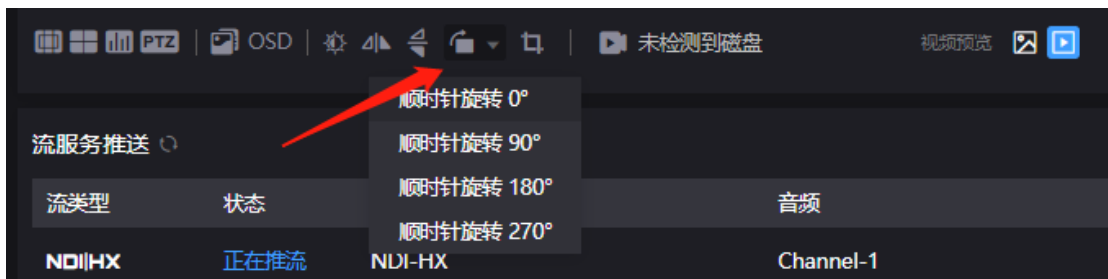 PTZ OSD 未检测到磁盘 视频预览
顺时针旋转 0°
流服务推送
顺时针旋转 90°
顺时针旋转 180°
流类型 状态 音频
顺时针旋转 270°
NDI|HX 正在推流 NDI-HX Channel-1